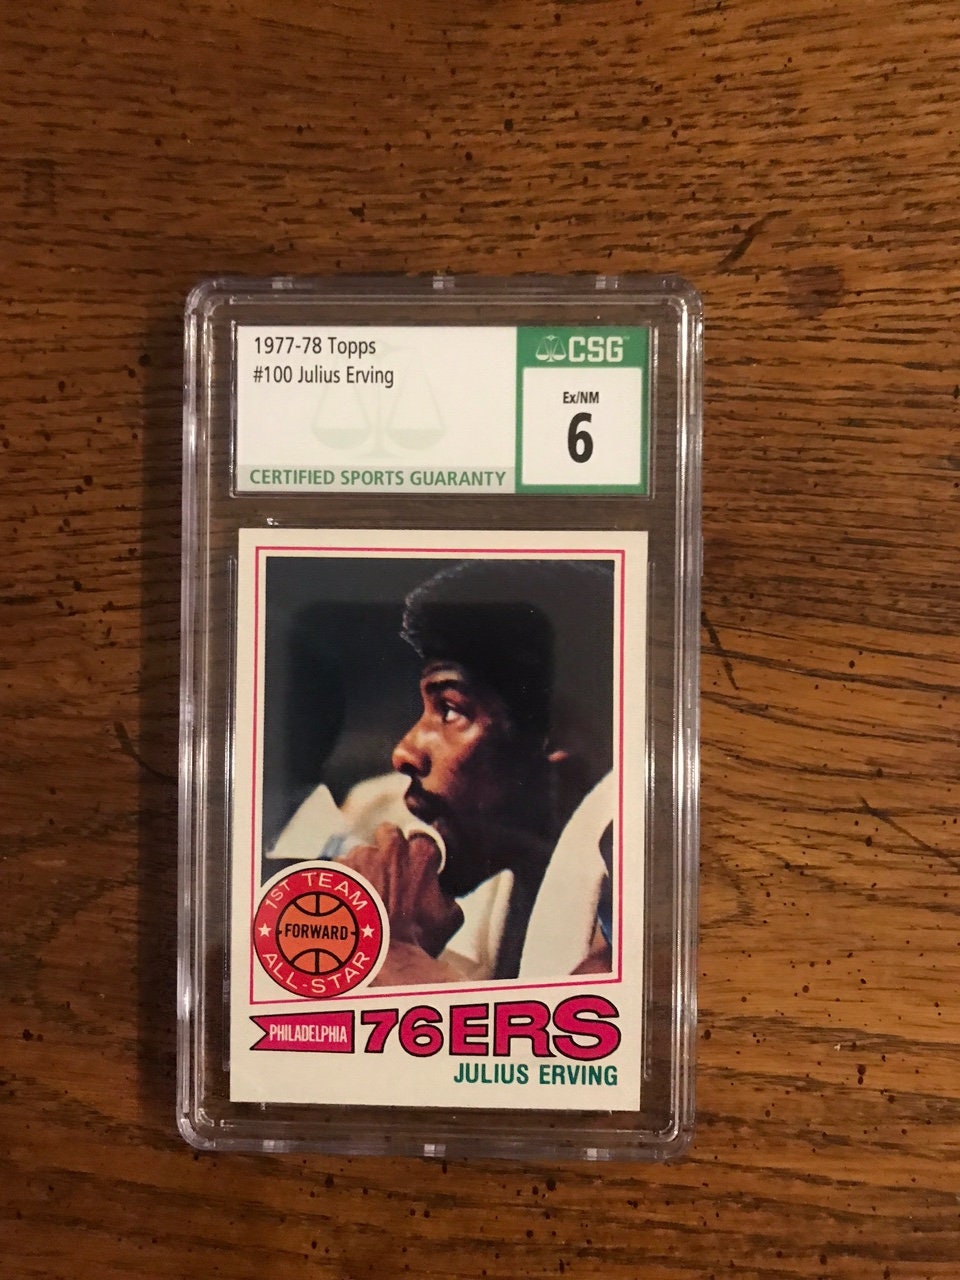 1977-78 Topps
#100 Julius Erving
CERTIFIED SPORTS GUARANTY
CSG™
Ex/NM
6
1ST TEAM
FORWARD
ALL-STAR
PHILADELPHIA 76ERS
JULIUS ERVING